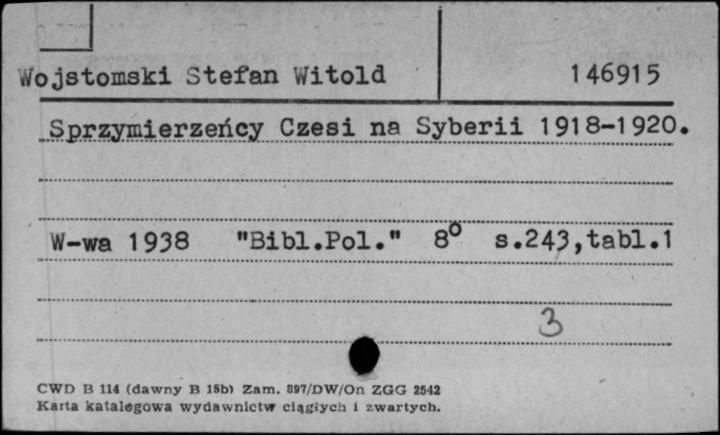 Wojstomski Stefan Witold 146915
Sprzymierzeńcy Czesi na Syberii 1918-1920.
W-wa 1938 "Bibl.Pol." 8° s.243,tabl.1
3
CWD B 114 (dawny B 15b) Zam. 897/DW/On ZGG 2542
Karta katalogowa wydawnictw ciągłych i zwartych.